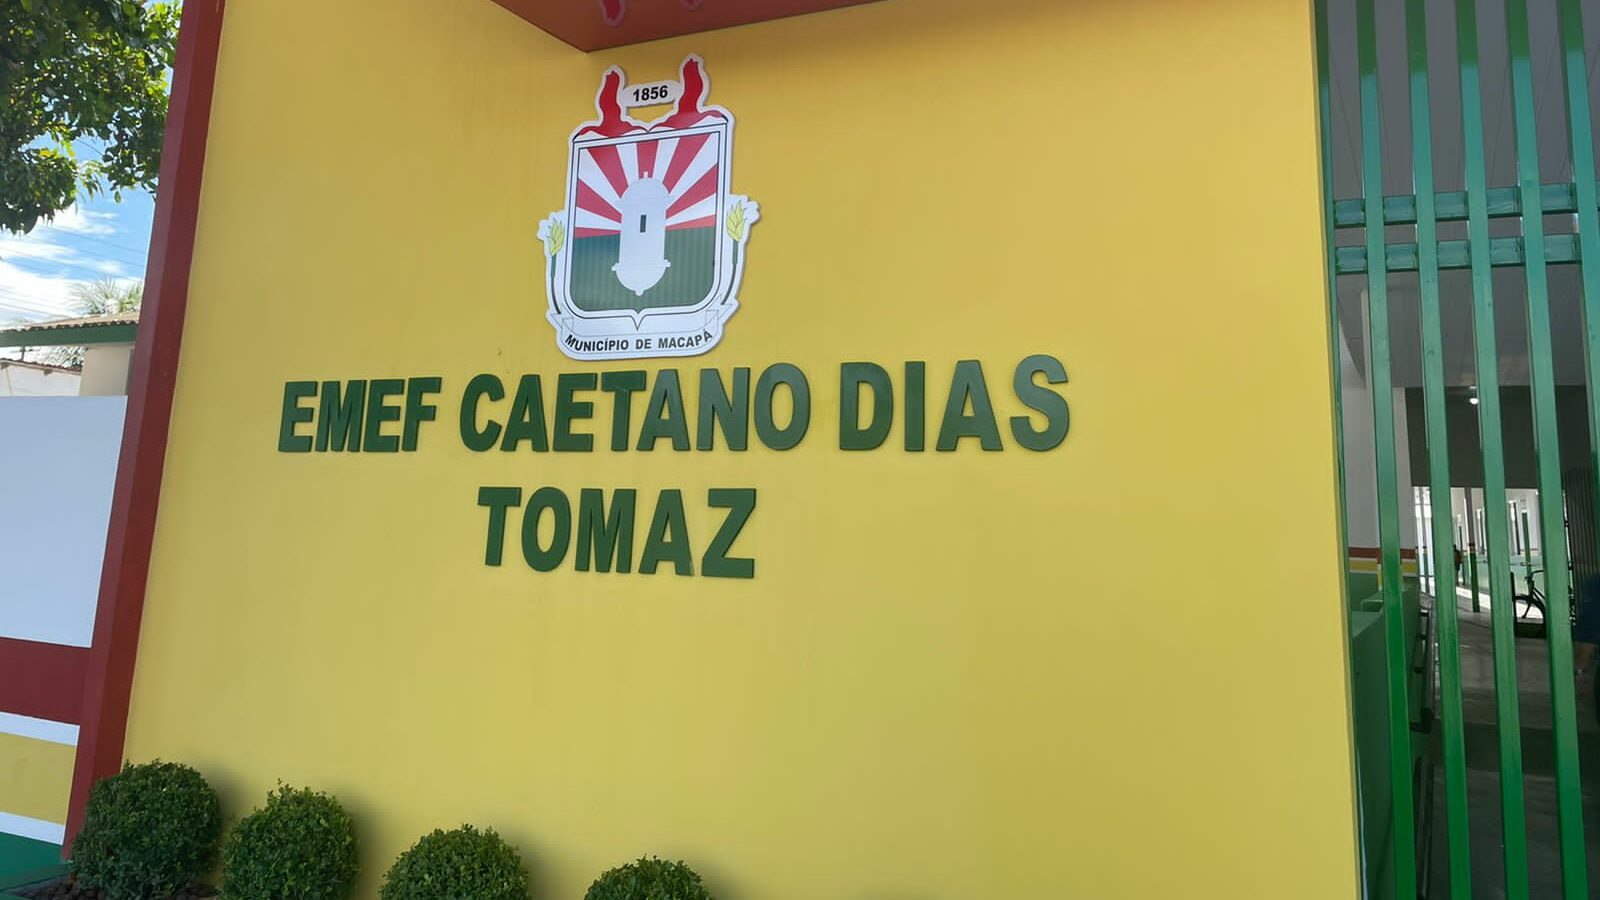 1856
MUNICÍPIO DE MACAPÁ
EMEF CAETANO DIAS
TOMAZ